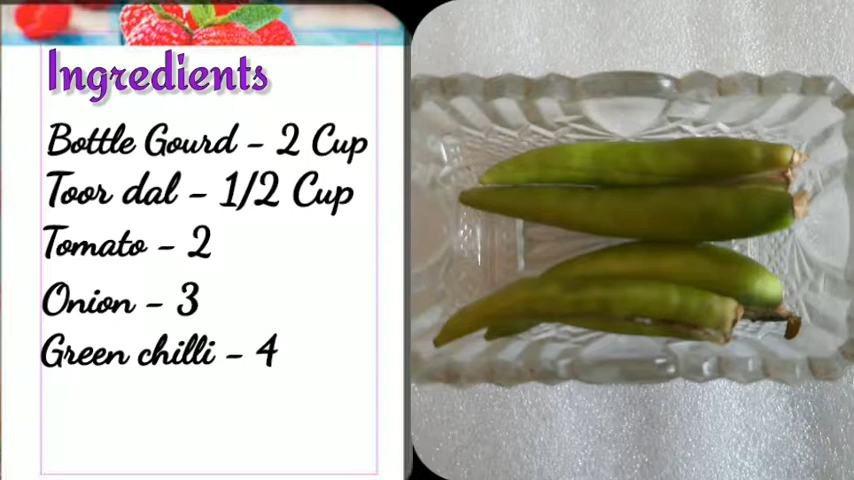 Ingredients
Bottle Gourd - 2 Cup
Toor dal - 1/2 Cup
Tomato - 2
Onion - 3
Green chilli - 4